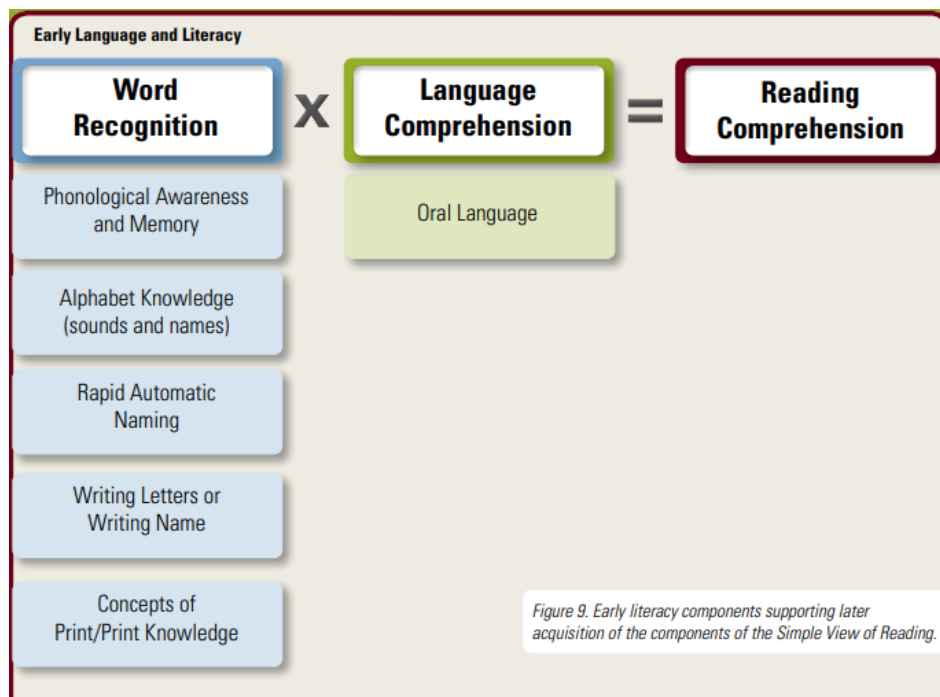 Early Language and Literacy
Word
Recognition
X
Language
Comprehension
=
Reading
Comprehension
Phonological Awareness
and Memory
Oral Language
Alphabet Knowledge
(sounds and names)
Rapid Automatic
Naming
Writing Letters or
Writing Name
Concepts of
Print/Print Knowledge
Figure 9. Early literacy components supporting later
acquisition of the components of the Simple View of Reading.